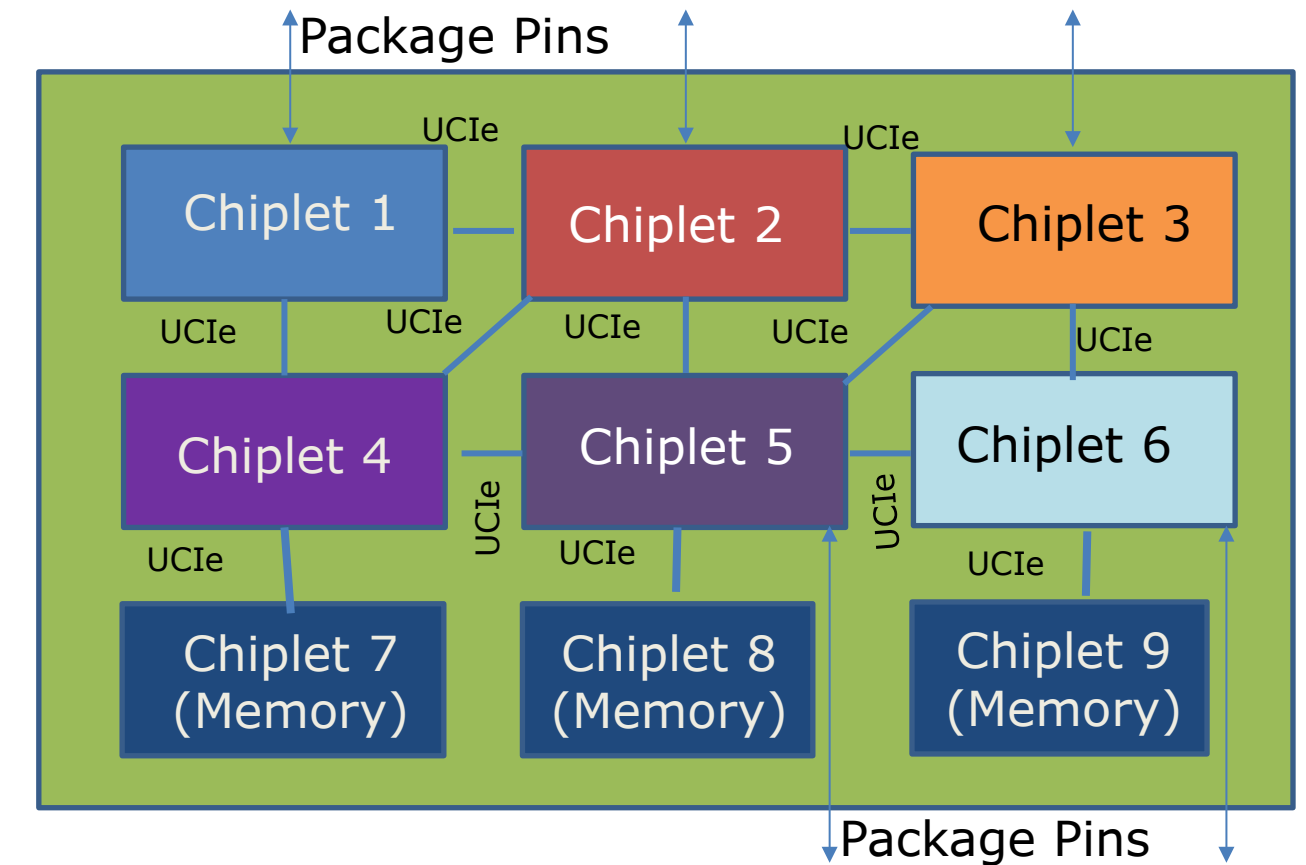 Package Pins
UCIe
UCIe
Chiplet 1
Chiplet 2
Chiplet 3
UCIe
UCIe
UCIe
UCIe
UCIe
Chiplet 4
Chiplet 5
Chiplet 6
UCIe
UCIe
UCIe
UCIe
UCIe
Chiplet 7
(Memory)
Chiplet 8
(Memory)
Chiplet 9
(Memory)
Package Pins